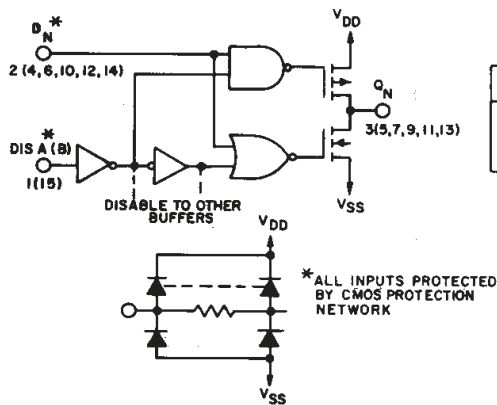 D_N *
2 (4, 6, 10, 12, 14)
V_DD
Q_N
3(5,7,9,11,13)
*
DIS A (B)
1(15)
DISABLE TO OTHER
BUFFERS
V_SS
V_DD
*ALL INPUTS PROTECTED
BY CMOS PROTECTION
NETWORK
V_SS